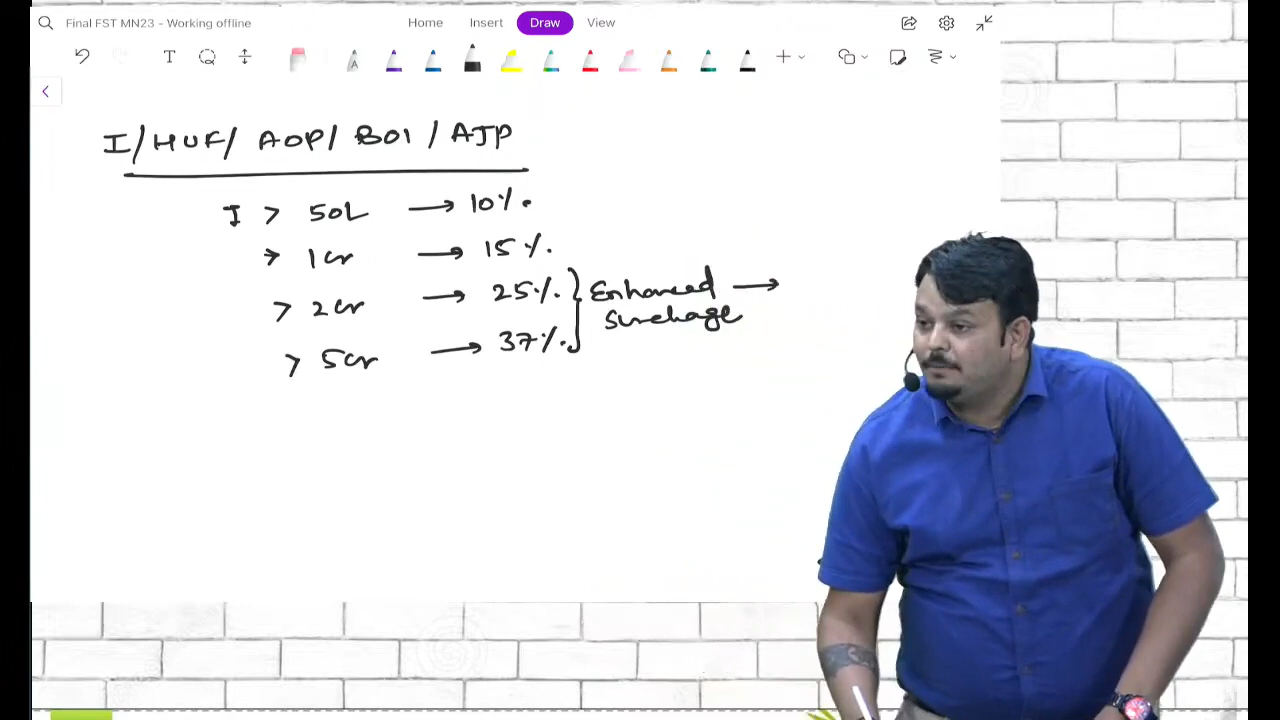 Final FST MN23 - Working offline
Home Insert Draw View
I/HUF/ AOP/ BOI / AJP
I > 50L → 10%.
> 1cr → 15%.
> 2cr → 25%. Enhanced →
surchage
> 5cr → 37%.